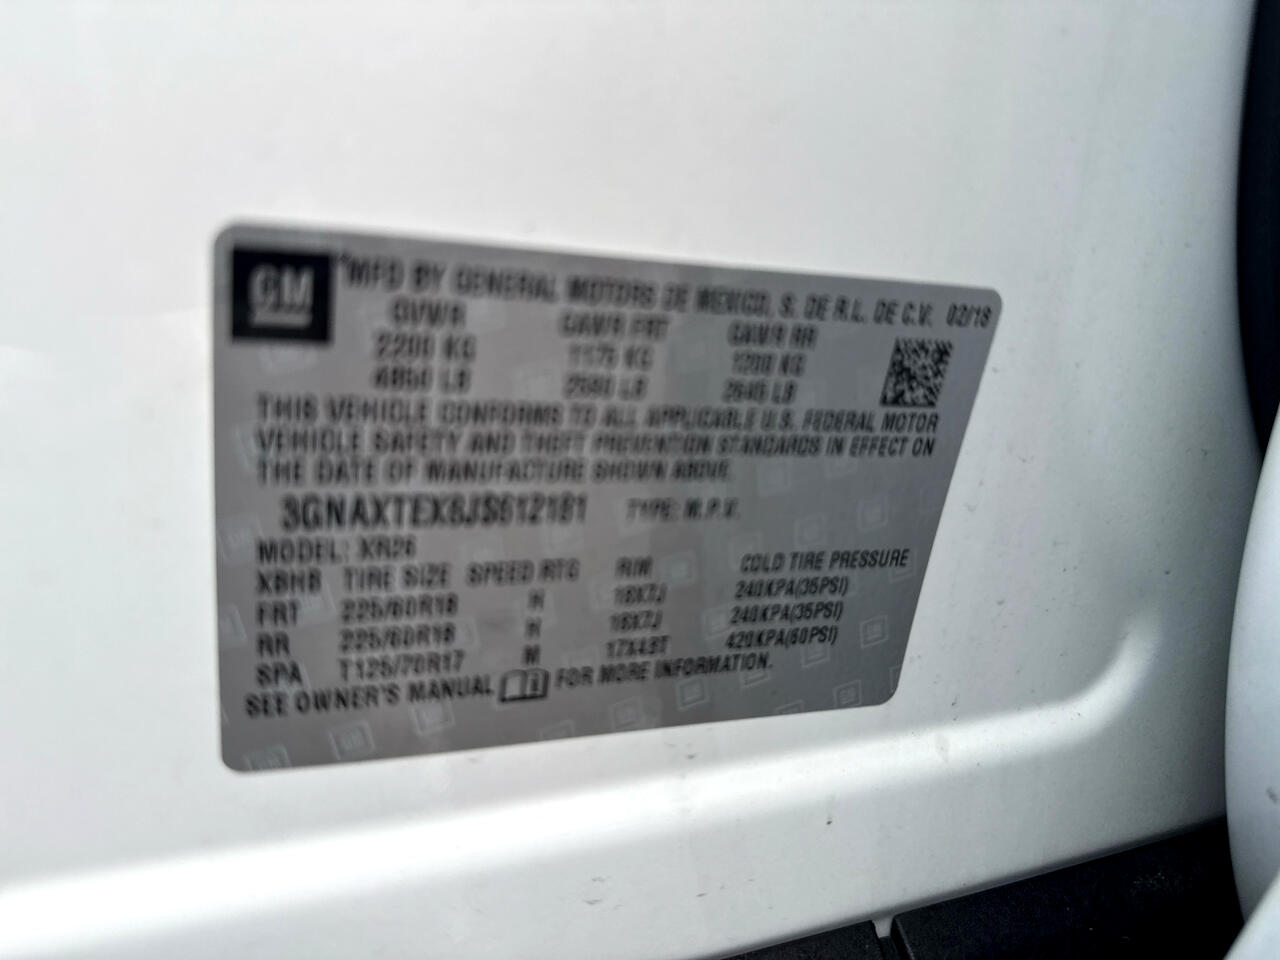 GM
MFD BY GENERAL MOTORS DE MEXICO, S. DE R.L. DE C.V. 02/18
GVWR GAWR FRT GAWR RR
2200 KG 1175 KG 1200 KG
4850 LB 2590 LB 2645 LB
THIS VEHICLE CONFORMS TO ALL APPLICABLE U.S. FEDERAL MOTOR
VEHICLE SAFETY AND THEFT PREVENTION STANDARDS IN EFFECT ON
THE DATE OF MANUFACTURE SHOWN ABOVE.
TYPE: M.P.V.
MODEL: XR26
XBHB TIRE SIZE SPEED RTG RIM COLD TIRE PRESSURE
FRT 225/60R18 H 18X7J 240KPA(35PSI)
RR 225/60R18 H 18X7J 240KPA(35PSI)
SPA T125/70R17 M 420KPA(60PSI)
SEE OWNER'S MANUAL FOR MORE INFORMATION.